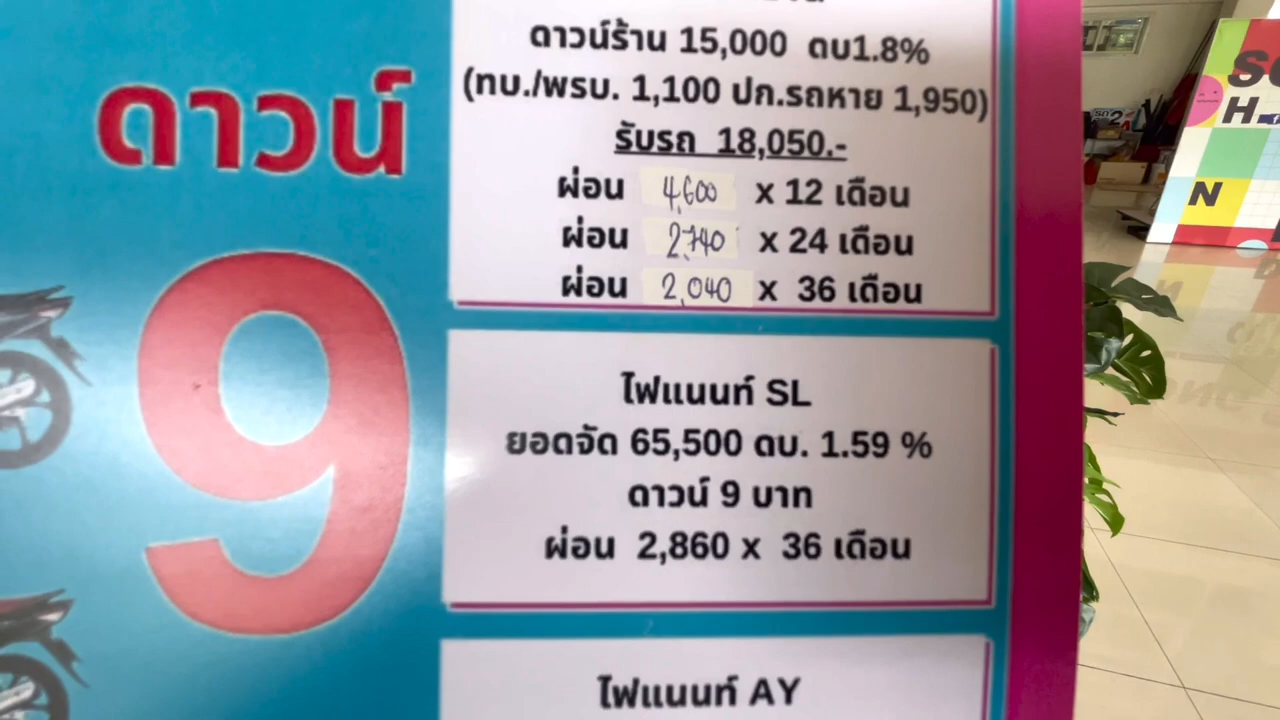 ดาวน์
9
ดาวน์ร้าน 15,000 ดบ1.8%
(ทบ./พรบ. 1,100 ปก.รถหาย 1,950)
รับรถ 18,050.-
ผ่อน 4,600 x 12 เดือน
ผ่อน 2,740 x 24 เดือน
ผ่อน 2,040 x 36 เดือน
ไฟแนนท์ SL
ยอดจัด 65,500 ดบ. 1.59 %
ดาวน์ 9 บาท
ผ่อน 2,860 x 36 เดือน
ไฟแนนท์ AY
H
N